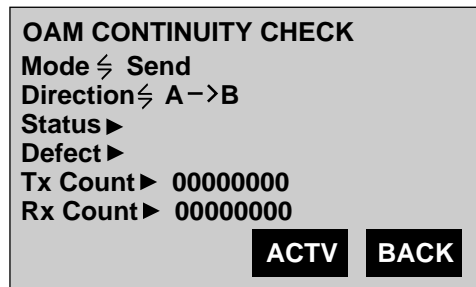 OAM CONTINUITY CHECK
Mode ⇋ Send
Direction⇋ A–>B
Status▶
Defect▶
Tx Count▶ 00000000
Rx Count▶ 00000000
ACTV BACK